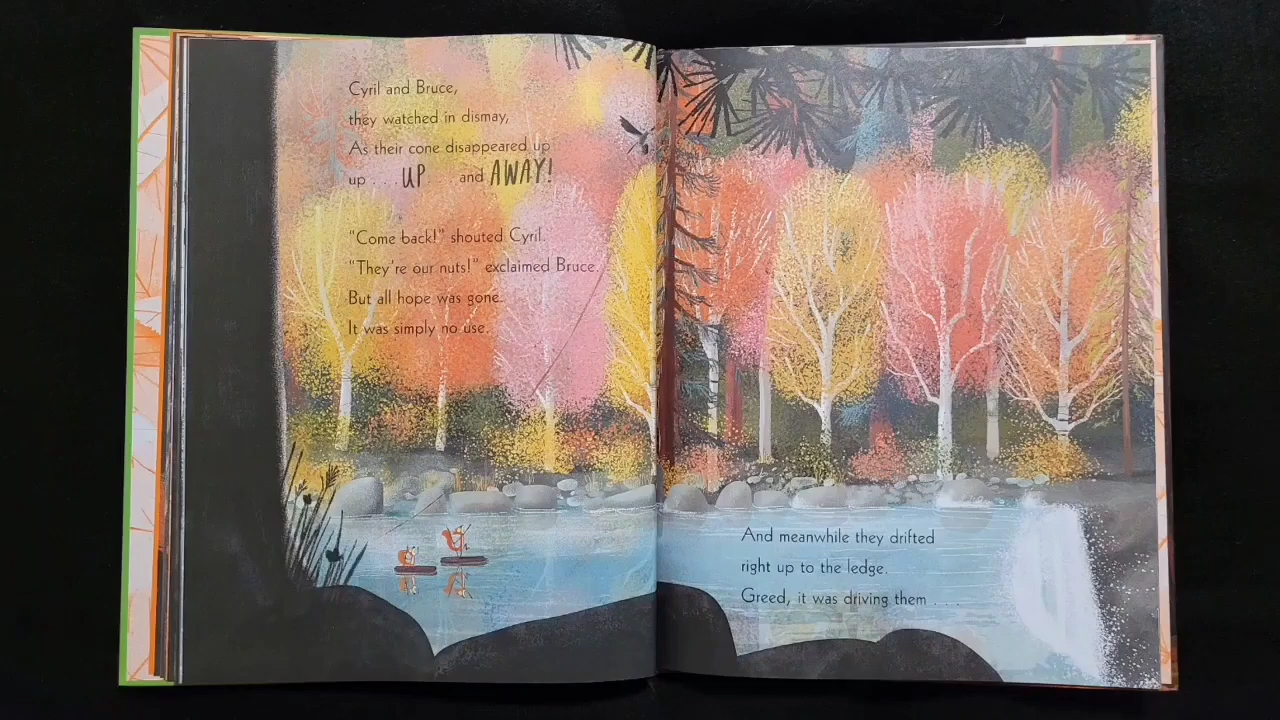 Cyril and Bruce,
they watched in dismay,
As their cone disappeared up
up . . . UP . . . and AWAY!
“Come back!” shouted Cyril.
“They’re our nuts!” exclaimed Bruce.
But all hope was gone.
It was simply no use.
And meanwhile they drifted
right up to the ledge.
Greed, it was driving them . . . .